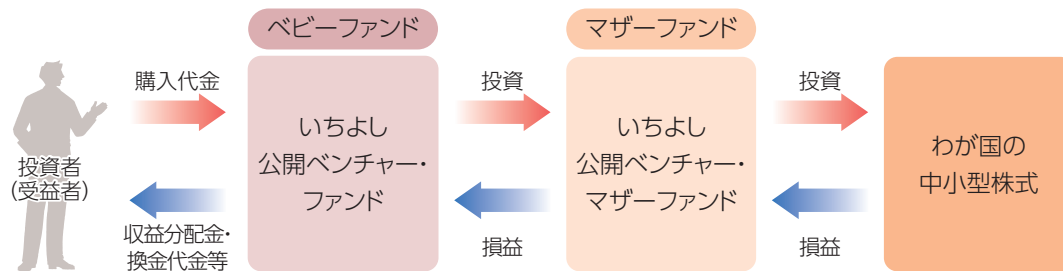 ベビーファンド
マザーファンド
購入代金
投資
投資
いちよし
公開ベンチャー・
ファンド
いちよし
公開ベンチャー・
マザーファンド
わが国の
中小型株式
投資者
(受益者)
収益分配金・
換金代金等
損益
損益